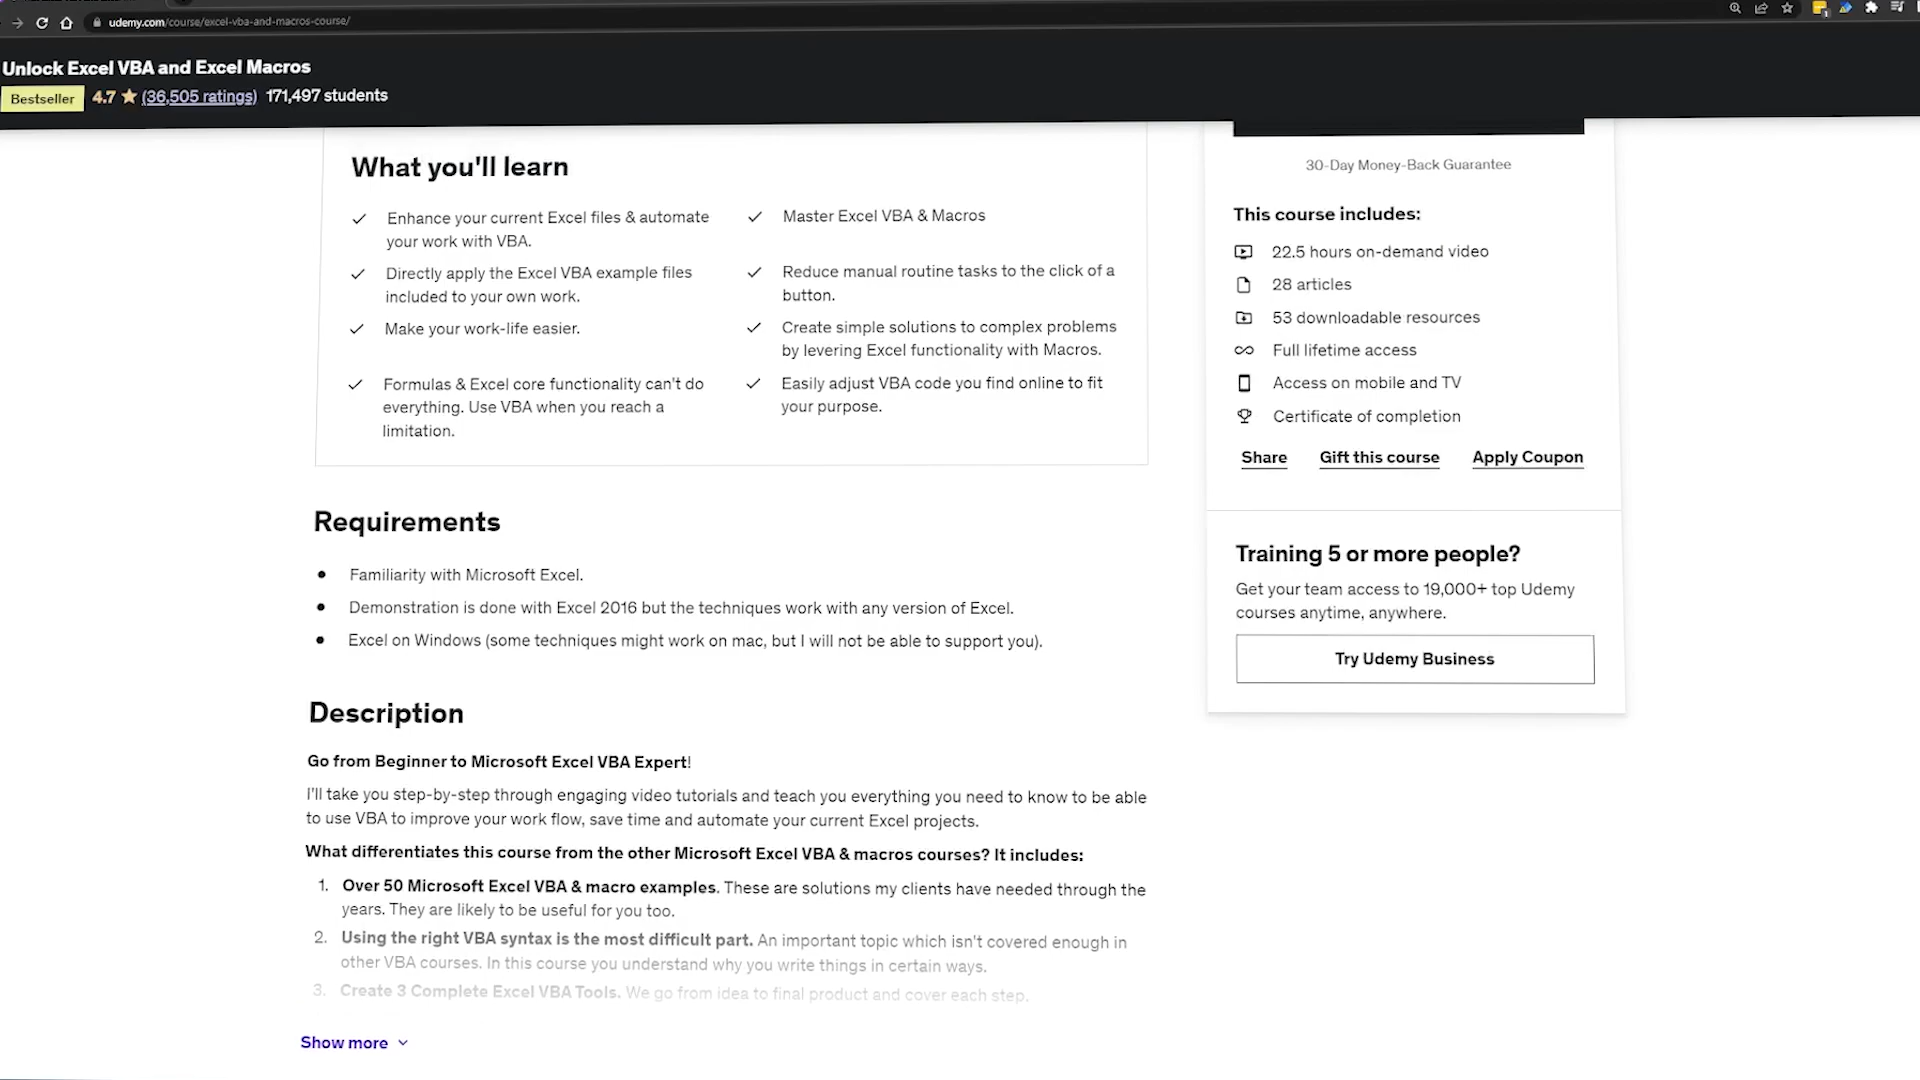 udemy.com/course/excel-vba-and-macros-course/
Unlock Excel VBA and Excel Macros
Bestseller 4.7 (36,505 ratings) 171,497 students
What you'll learn
Enhance your current Excel files & automate
your work with VBA.
Master Excel VBA & Macros
Directly apply the Excel VBA example files
included to your own work.
Reduce manual routine tasks to the click of a
button.
Make your work-life easier.
Create simple solutions to complex problems
by levering Excel functionality with Macros.
Formulas & Excel core functionality can't do
everything. Use VBA when you reach a
limitation.
Easily adjust VBA code you find online to fit
your purpose.
Requirements
Familiarity with Microsoft Excel.
Demonstration is done with Excel 2016 but the techniques work with any version of Excel.
Excel on Windows (some techniques might work on mac, but I will not be able to support you).
Description
Go from Beginner to Microsoft Excel VBA Expert!
I'll take you step-by-step through engaging video tutorials and teach you everything you need to know to be able
to use VBA to improve your work flow, save time and automate your current Excel projects.
What differentiates this course from the other Microsoft Excel VBA & macros courses? It includes:
1. Over 50 Microsoft Excel VBA & macro examples. These are solutions my clients have needed through the
years. They are likely to be useful for you too.
2. Using the right VBA syntax is the most difficult part. An important topic which isn't covered enough in
other VBA courses. In this course you understand why you write things in certain ways.
3. Create 3 Complete Excel VBA Tools. We go from idea to final product and cover each step.
Show more
30-Day Money-Back Guarantee
This course includes:
22.5 hours on-demand video
28 articles
53 downloadable resources
Full lifetime access
Access on mobile and TV
Certificate of completion
Share Gift this course Apply Coupon
Training 5 or more people?
Get your team access to 19,000+ top Udemy
courses anytime, anywhere.
Try Udemy Business